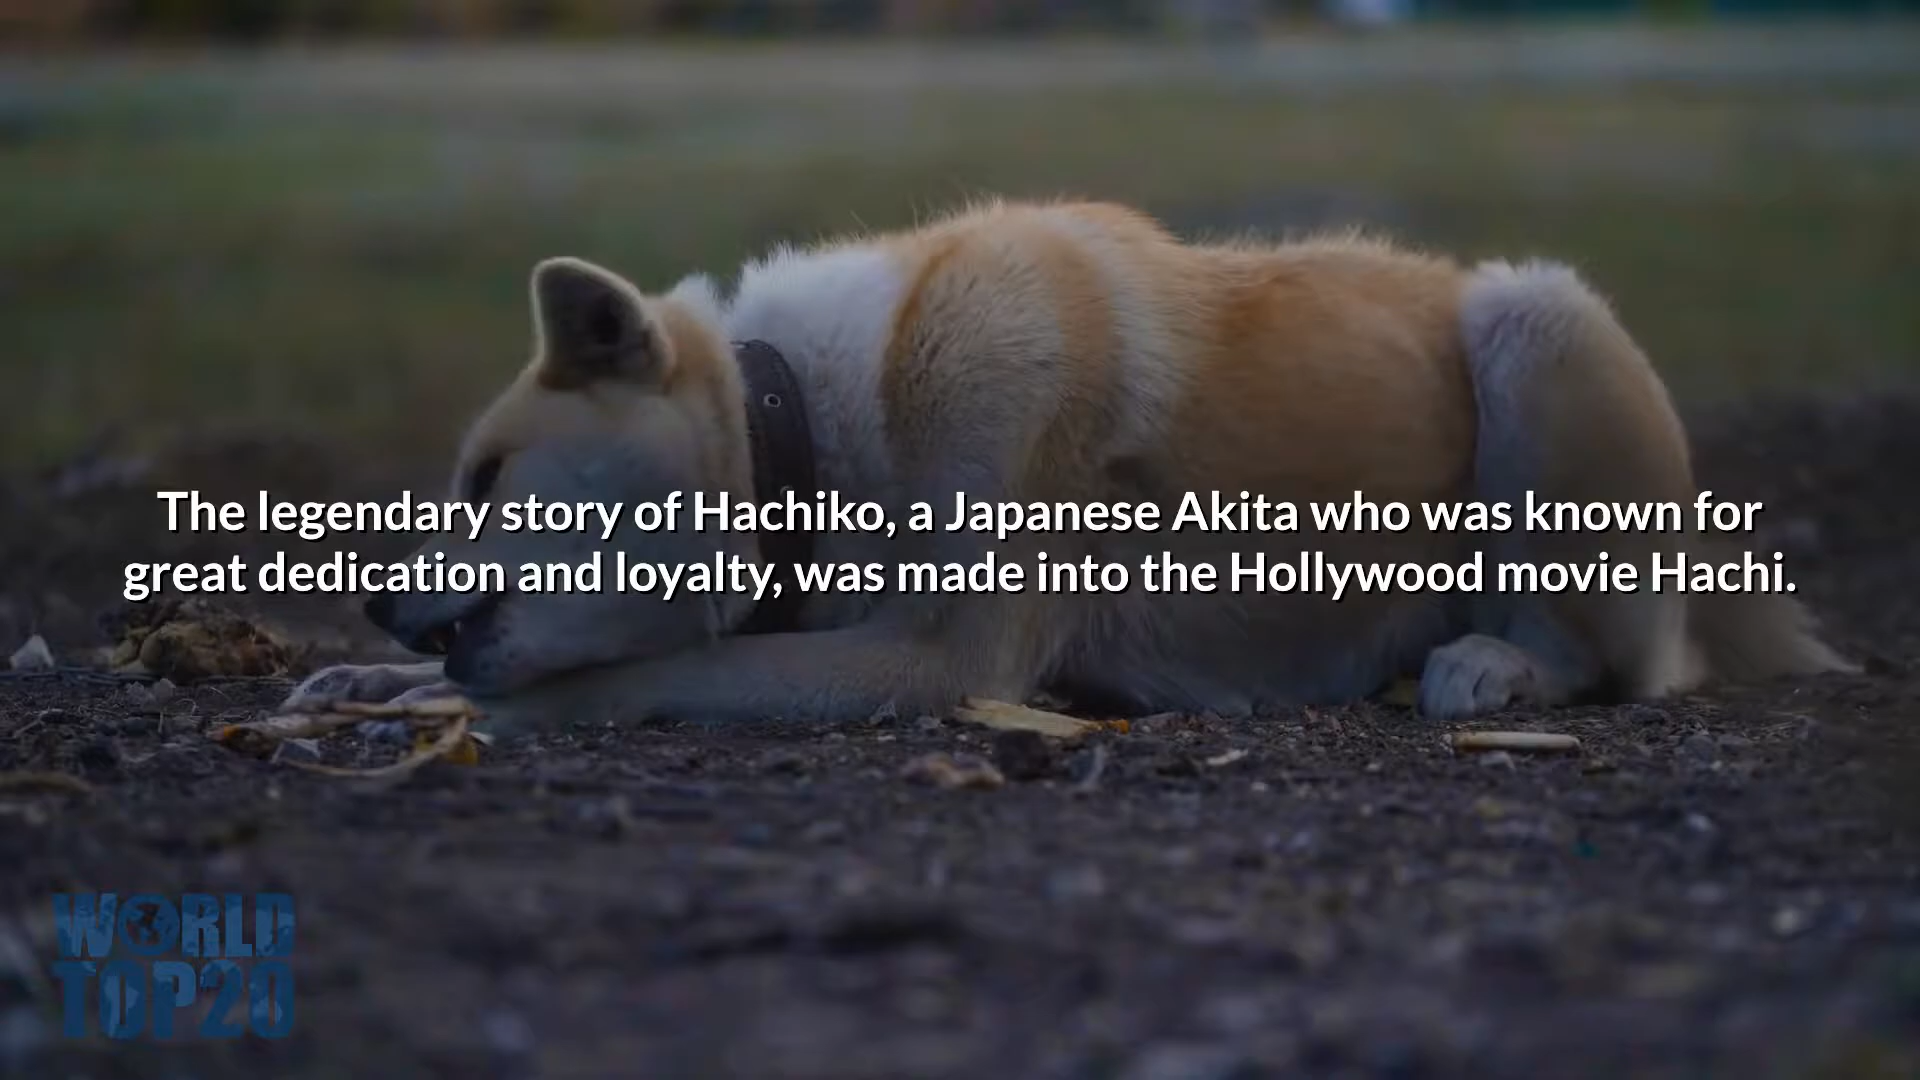 The legendary story of Hachiko, a Japanese Akita who was known for
great dedication and loyalty, was made into the Hollywood movie Hachi.
WORLD
TOP20